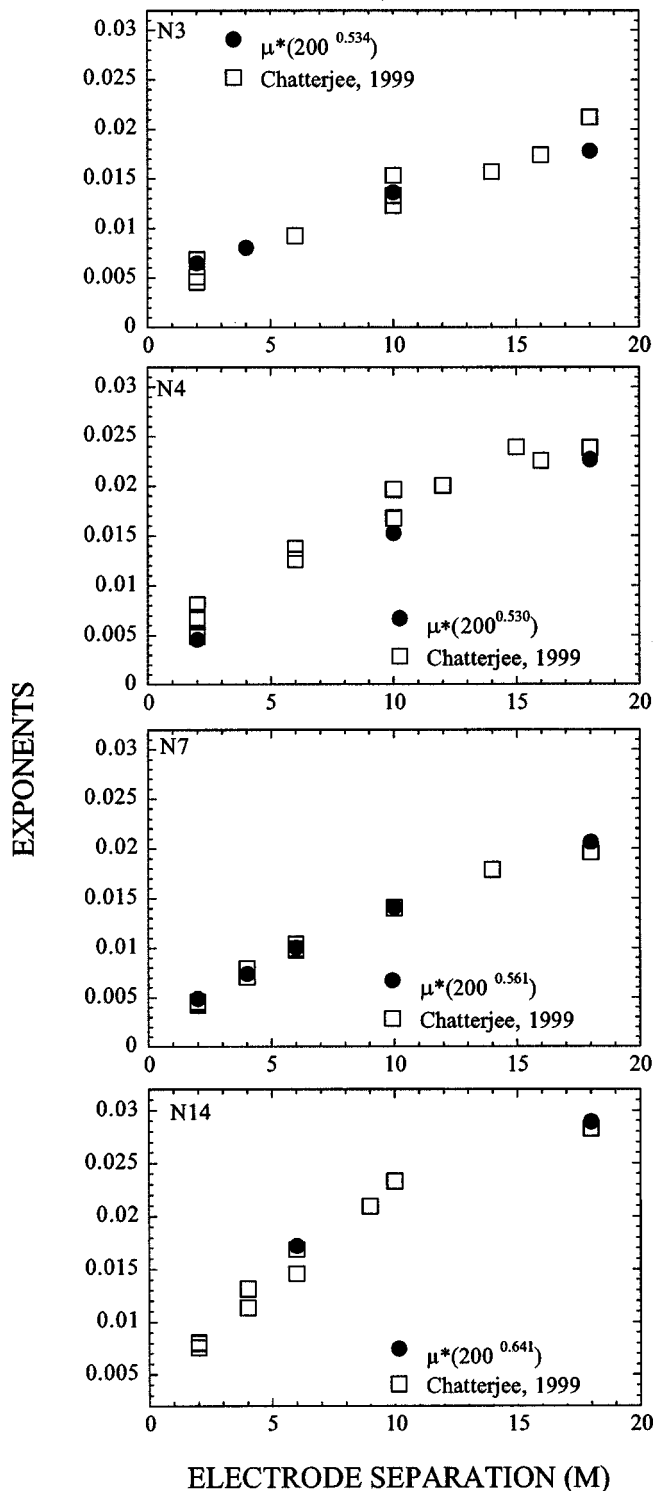 N3
μ*(200 0.534)
Chatterjee, 1999
0.03
0.025
0.02
0.015
0.01
0.005
0
0 5 10 15 20
N4
0.03
0.025
0.02
0.015
0.01
0.005
0
μ*(200 0.530)
Chatterjee, 1999
0 5 10 15 20
EXPONENTS
N7
0.03
0.025
0.02
0.015
0.01
0.005
0
μ*(200 0.561)
Chatterjee, 1999
0 5 10 15 20
N14
0.03
0.025
0.02
0.015
0.01
0.005
μ*(200 0.641)
Chatterjee, 1999
0 5 10 15 20
ELECTRODE SEPARATION (M)